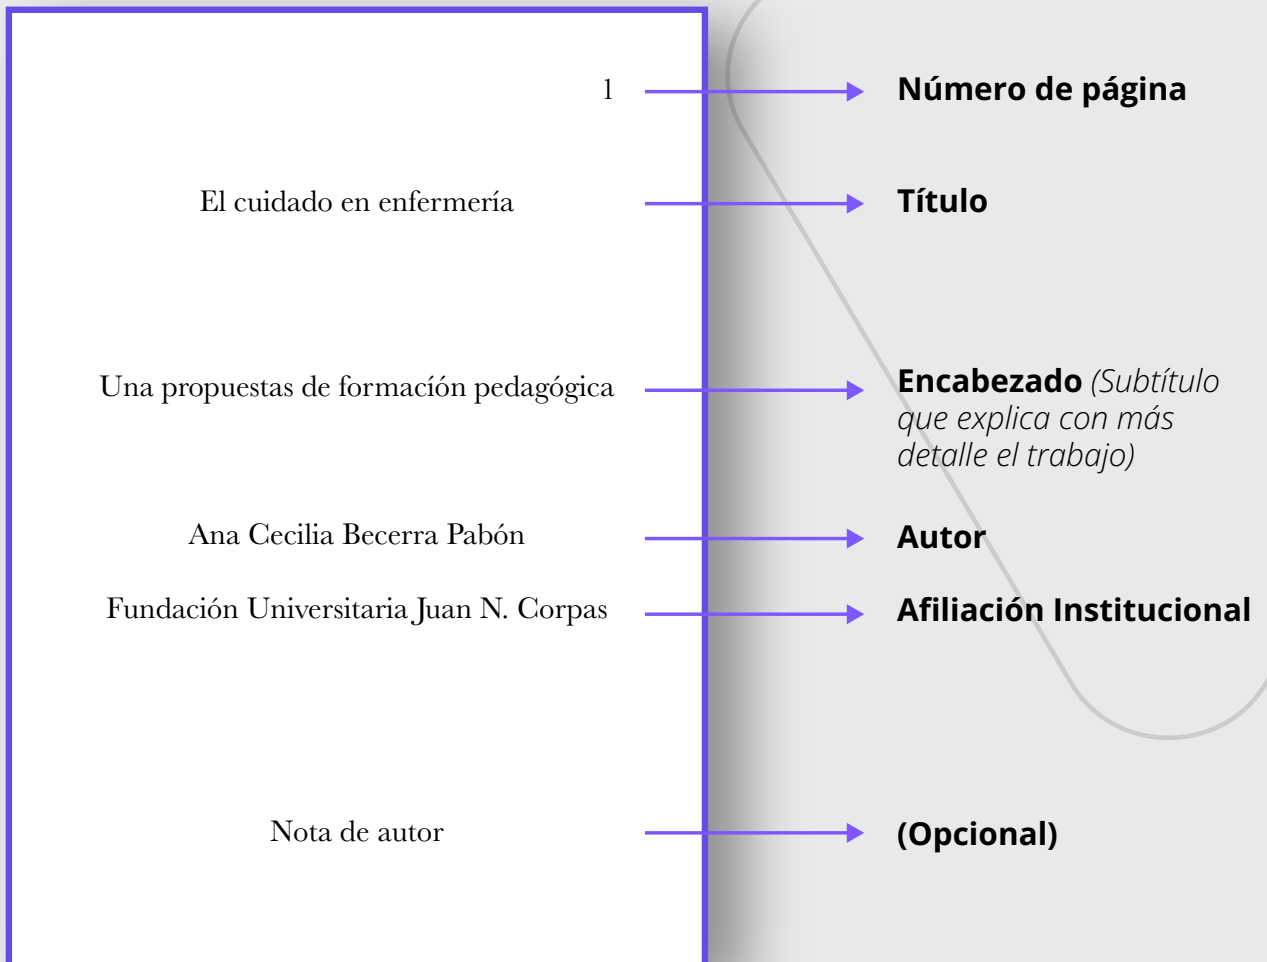 1
Número de página
El cuidado en enfermería
Título
Una propuestas de formacíón pedagógica
Encabezado (Subtítulo
que explica con más
detalle el trabajo)
Ana Cecilia Becerra Pabón
Autor
Fundación Universitaria Juan N. Corpas
Afiliación Institucional
Nota de autor
(Opcional)